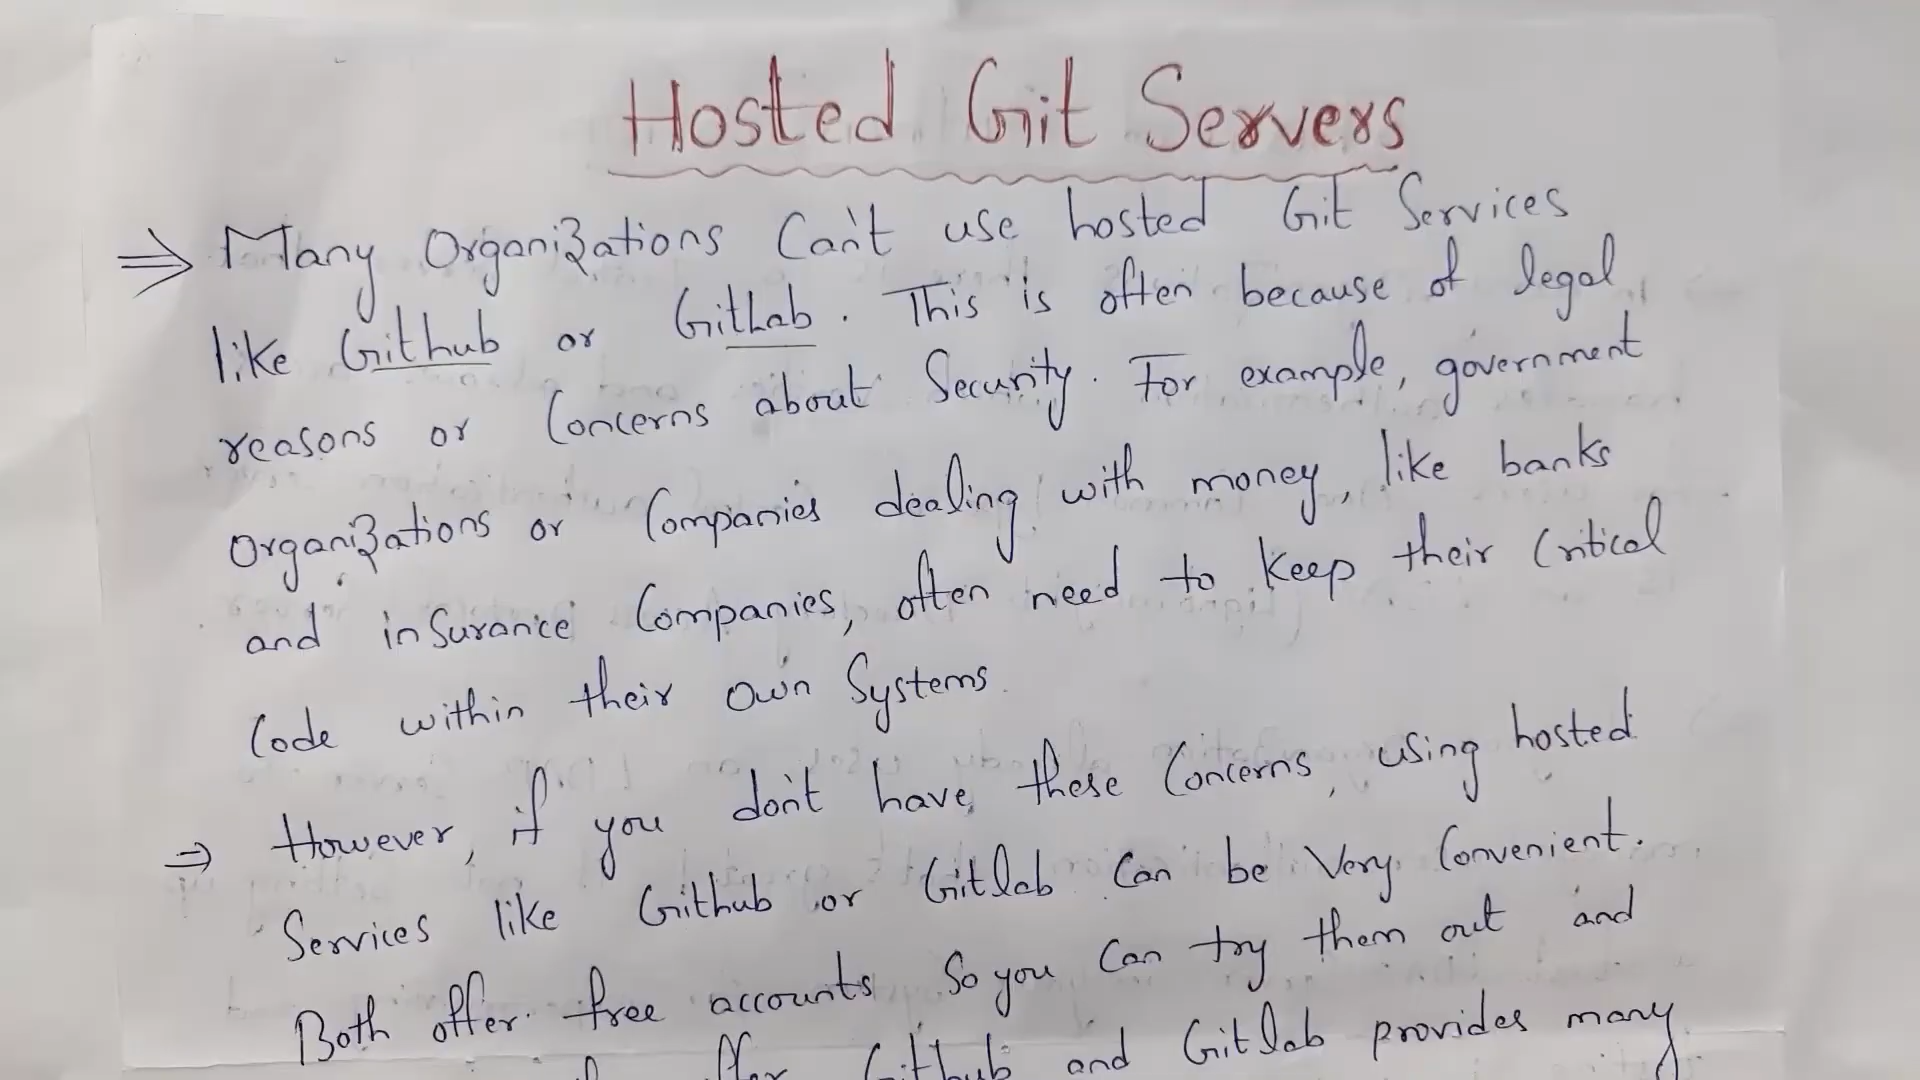 Hosted Git Servers
⇒ Many Organizations Can't use hosted Git Services
like Github or GitLab. This is often because of legal
reasons or Concerns about Security. For example, government
Organizations or Companies dealing with money, like banks
and insurance Companies, often need to keep their Critical
Code within their own Systems
⇒ However, if you don't have these Concerns, using hosted
Services like Github or Gitlab Can be Very Convenient.
Both offer free accounts So you Can try them out and
Github and Gitlab provides many